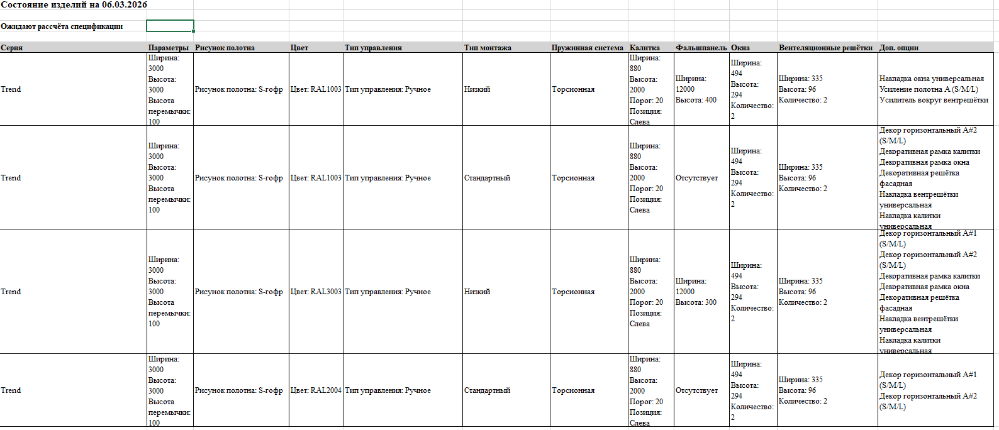 Состояние изделий на 06.03.2026
Ожидают рассчёта спецификации
Серия Параметры Рисунок полотна Цвет Тип управления Тип монтажа Пружинная система Калитка Фальшпанель Окна Вентеляционные решётки Доп. опции
Trend
Ширина:
3000
Высота:
3000
Высота
перемычки:
100
Рисунок полотна: S-гофр
Цвет: RAL1003
Тип управления: Ручное
Низкий
Торсионная
Ширина:
880
Высота:
2000
Порог: 20
Позиция:
Слева
Ширина:
12000
Высота: 400
Ширина:
494
Высота:
294
Количество:
2
Ширина: 335
Высота: 96
Количество: 2
Накладка окна универсальная
Усиление полотна A (S/M/L)
Усилитель вокруг вентрешётки
Trend
Ширина:
3000
Высота:
3000
Высота
перемычки:
100
Рисунок полотна: S-гофр
Цвет: RAL1003
Тип управления: Ручное
Стандартный
Торсионная
Ширина:
880
Высота:
2000
Порог: 20
Позиция:
Слева
Отсутствует
Ширина:
494
Высота:
294
Количество:
2
Ширина: 335
Высота: 96
Количество: 2
Декор горизонтальный A#2
(S/M/L)
Декоративная рамка калитки
Декоративная рамка окна
Декоративная решётка
фасадная
Накладка вентрешётки
универсальная
Накладка калитки
универсальная
Trend
Ширина:
3000
Высота:
3000
Высота
перемычки:
100
Рисунок полотна: S-гофр
Цвет: RAL3003
Тип управления: Ручное
Низкий
Торсионная
Ширина:
880
Высота:
2000
Порог: 20
Позиция:
Слева
Ширина:
12000
Высота: 300
Ширина:
494
Высота:
294
Количество:
2
Ширина: 335
Высота: 96
Количество: 2
Декор горизонтальный A#1
(S/M/L)
Декор горизонтальный A#2
(S/M/L)
Декоративная рамка калитки
Декоративная рамка окна
Декоративная решётка
фасадная
Накладка вентрешётки
универсальная
Накладка калитки
универсальная
Trend
Ширина:
3000
Высота:
3000
Высота
перемычки:
100
Рисунок полотна: S-гофр
Цвет: RAL2004
Тип управления: Ручное
Стандартный
Торсионная
Ширина:
880
Высота:
2000
Порог: 20
Позиция:
Слева
Отсутствует
Ширина:
494
Высота:
294
Количество:
2
Ширина: 335
Высота: 96
Количество: 2
Декор горизонтальный A#1
(S/M/L)
Декор горизонтальный A#2
(S/M/L)